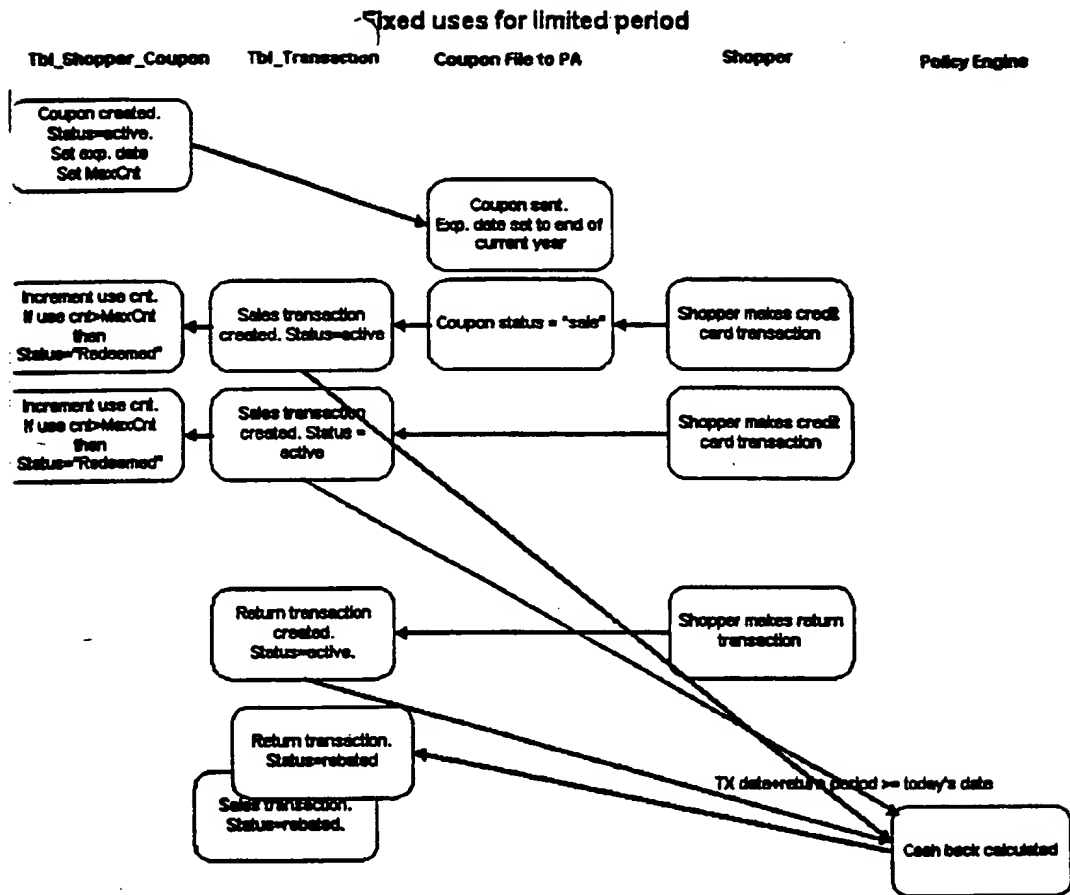 Fixed uses for limited period
Tbl_Shopper_Coupon Tbl_Transaction Coupon File to PA Shopper Policy Engine
Coupon created.
Status=active.
Set exp. date
Set MaxCnt
Coupon sent.
Exp. date set to end of
current year
Increment use cnt.
If use cnt>MaxCnt
then
Status="Redeemed"
Sales transaction
created. Status=active
Coupon status = "sale"
Shopper makes credit
card transaction
Increment use cnt.
If use cnt>MaxCnt
then
Status="Redeemed"
Sales transaction
created. Status =
active
Shopper makes credit
card transaction
Return transaction
created.
Status=active.
Shopper makes return
transaction
Return transaction.
Status=rebated
TX date+return period >= today's date
Sales transaction.
Status=rebated.
Cash back calculated